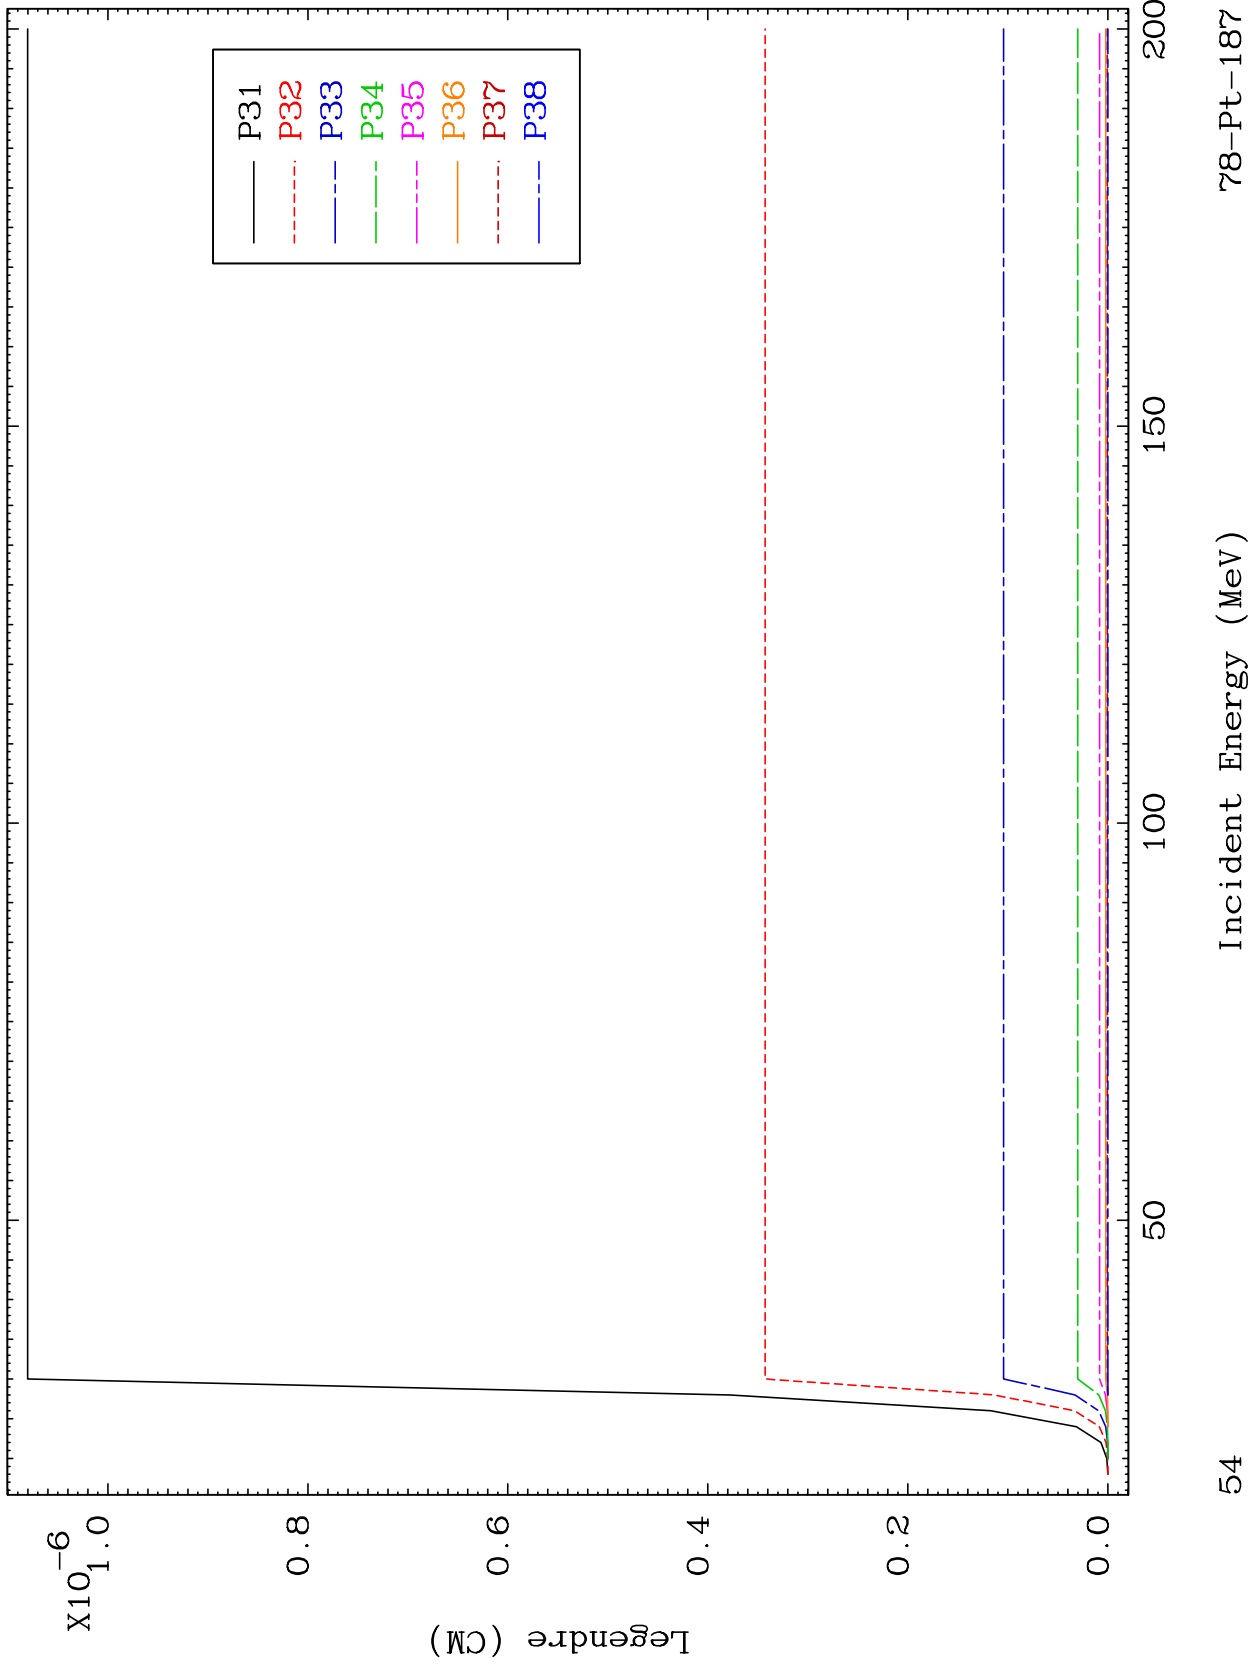 X10-6
1.0
0.8
0.6
0.4
0.2
0.0
Legendre (CM)
P31
P32
P33
P34
P35
P36
P37
P38
50
100
150
200
54
Incident Energy (MeV)
78-Pt-187